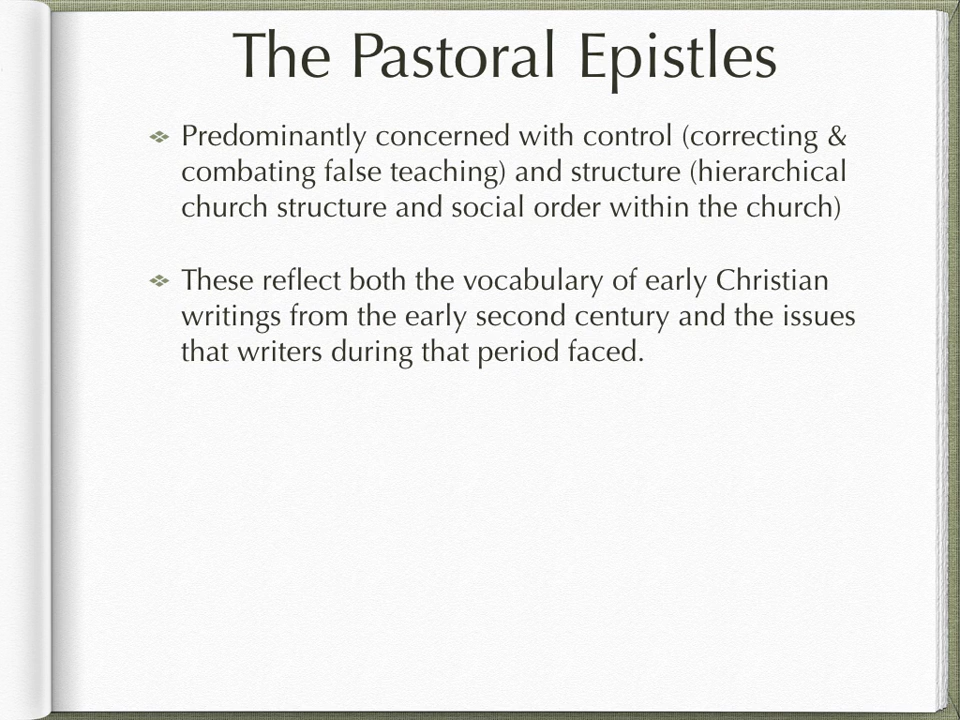 The Pastoral Epistles
Predominantly concerned with control (correcting &
combating false teaching) and structure (hierarchical
church structure and social order within the church)
These reflect both the vocabulary of early Christian
writings from the early second century and the issues
that writers during that period faced.